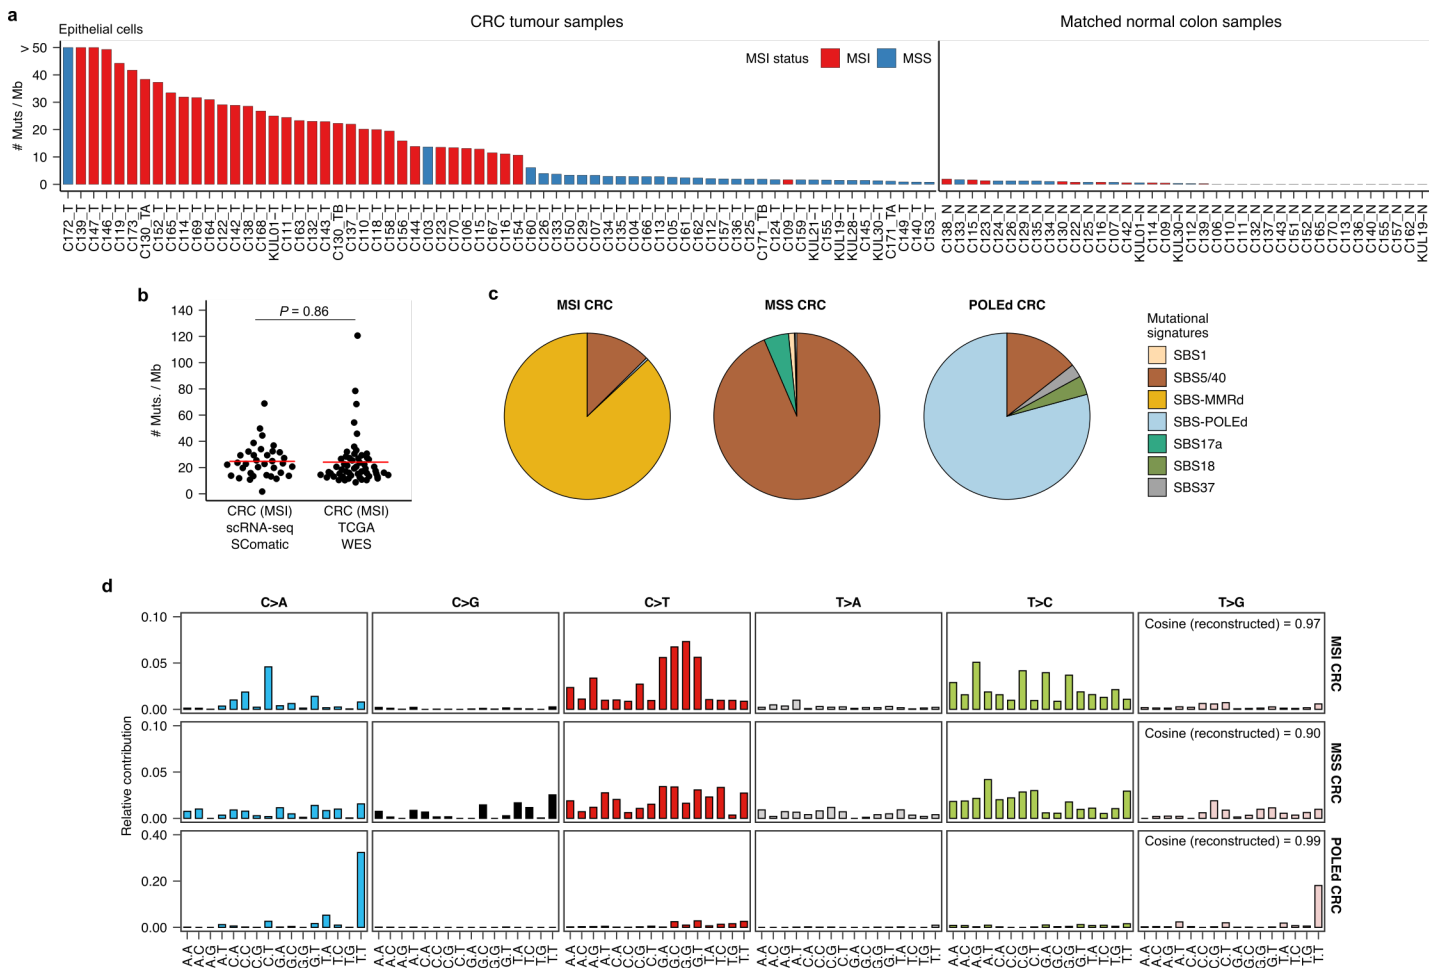 a
CRC tumour samples
Matched normal colon samples
Epithelial cells
MSI status
MSI
MSS
# Muts / Mb
> 50
40
30
20
10
0
C172_T
C139_T
C147_T
C146_T
C119_T
C173_T
C130_TA
C152_T
C165_T
C114_T
C169_T
C164_T
C122_T
C142_T
C138_T
C168_T
KUL01-T
C111_T
C163_T
C132_T
C143_T
C130_TB
C137_T
C110_T
C118_T
C158_T
C156_T
C144_T
C103_T
C123_T
C170_T
C106_T
C115_T
C167_T
C116_T
C154_T
C160_T
C126_T
C133_T
C150_T
C129_T
C107_T
C134_T
C135_T
C104_T
C166_T
C113_T
C105_T
C161_T
C162_T
C112_T
C157_T
C136_T
C125_T
C171_TB
C124_T
C109_T
C159_T
KUL21-T
C155_T
KUL19-T
KUL28-T
C145_T
KUL30-T
C171_TA
C149_T
C140_T
C153_T
C138_N
C133_N
C115_N
C123_N
C124_N
C126_N
C129_N
C135_N
C134_N
C130_N
C122_N
C125_N
C116_N
C107_N
C142_N
KUL01-N
C114_N
C109_N
KUL30-N
C112_N
C139_N
C106_N
C110_N
C111_N
C132_N
C137_N
C143_N
C151_N
C152_N
C165_N
C170_N
C113_N
C136_N
C140_N
C155_N
C157_N
C162_N
KUL19-N
b
P = 0.86
# Muts. / Mb
140
120
100
80
60
40
20
0
CRC (MSI)
scRNA-seq
SComatic
CRC (MSI)
TCGA
WES
c
MSI CRC
MSS CRC
POLEd CRC
Mutational
signatures
SBS1
SBS5/40
SBS-MMRd
SBS-POLEd
SBS17a
SBS18
SBS37
d
C>A
C>G
C>T
T>A
T>C
T>G
Relative contribution
0.10
0.05
0.00
Cosine (reconstructed) = 0.97
MSI CRC
0.10
0.05
0.00
Cosine (reconstructed) = 0.90
MSS CRC
0.40
0.20
0.00
Cosine (reconstructed) = 0.99
POLEd CRC
A.A A.C A.G A.T C.A C.C C.G C.T G.A G.C G.G G.T T.A T.C T.G T.T
A.A A.C A.G A.T C.A C.C C.G C.T G.A G.C G.G G.T T.A T.C T.G T.T
A.A A.C A.G A.T C.A C.C C.G C.T G.A G.C G.G G.T T.A T.C T.G T.T
A.A A.C A.G A.T C.A C.C C.G C.T G.A G.C G.G G.T T.A T.C T.G T.T
A.A A.C A.G A.T C.A C.C C.G C.T G.A G.C G.G G.T T.A T.C T.G T.T
A.A A.C A.G A.T C.A C.C C.G C.T G.A G.C G.G G.T T.A T.C T.G T.T